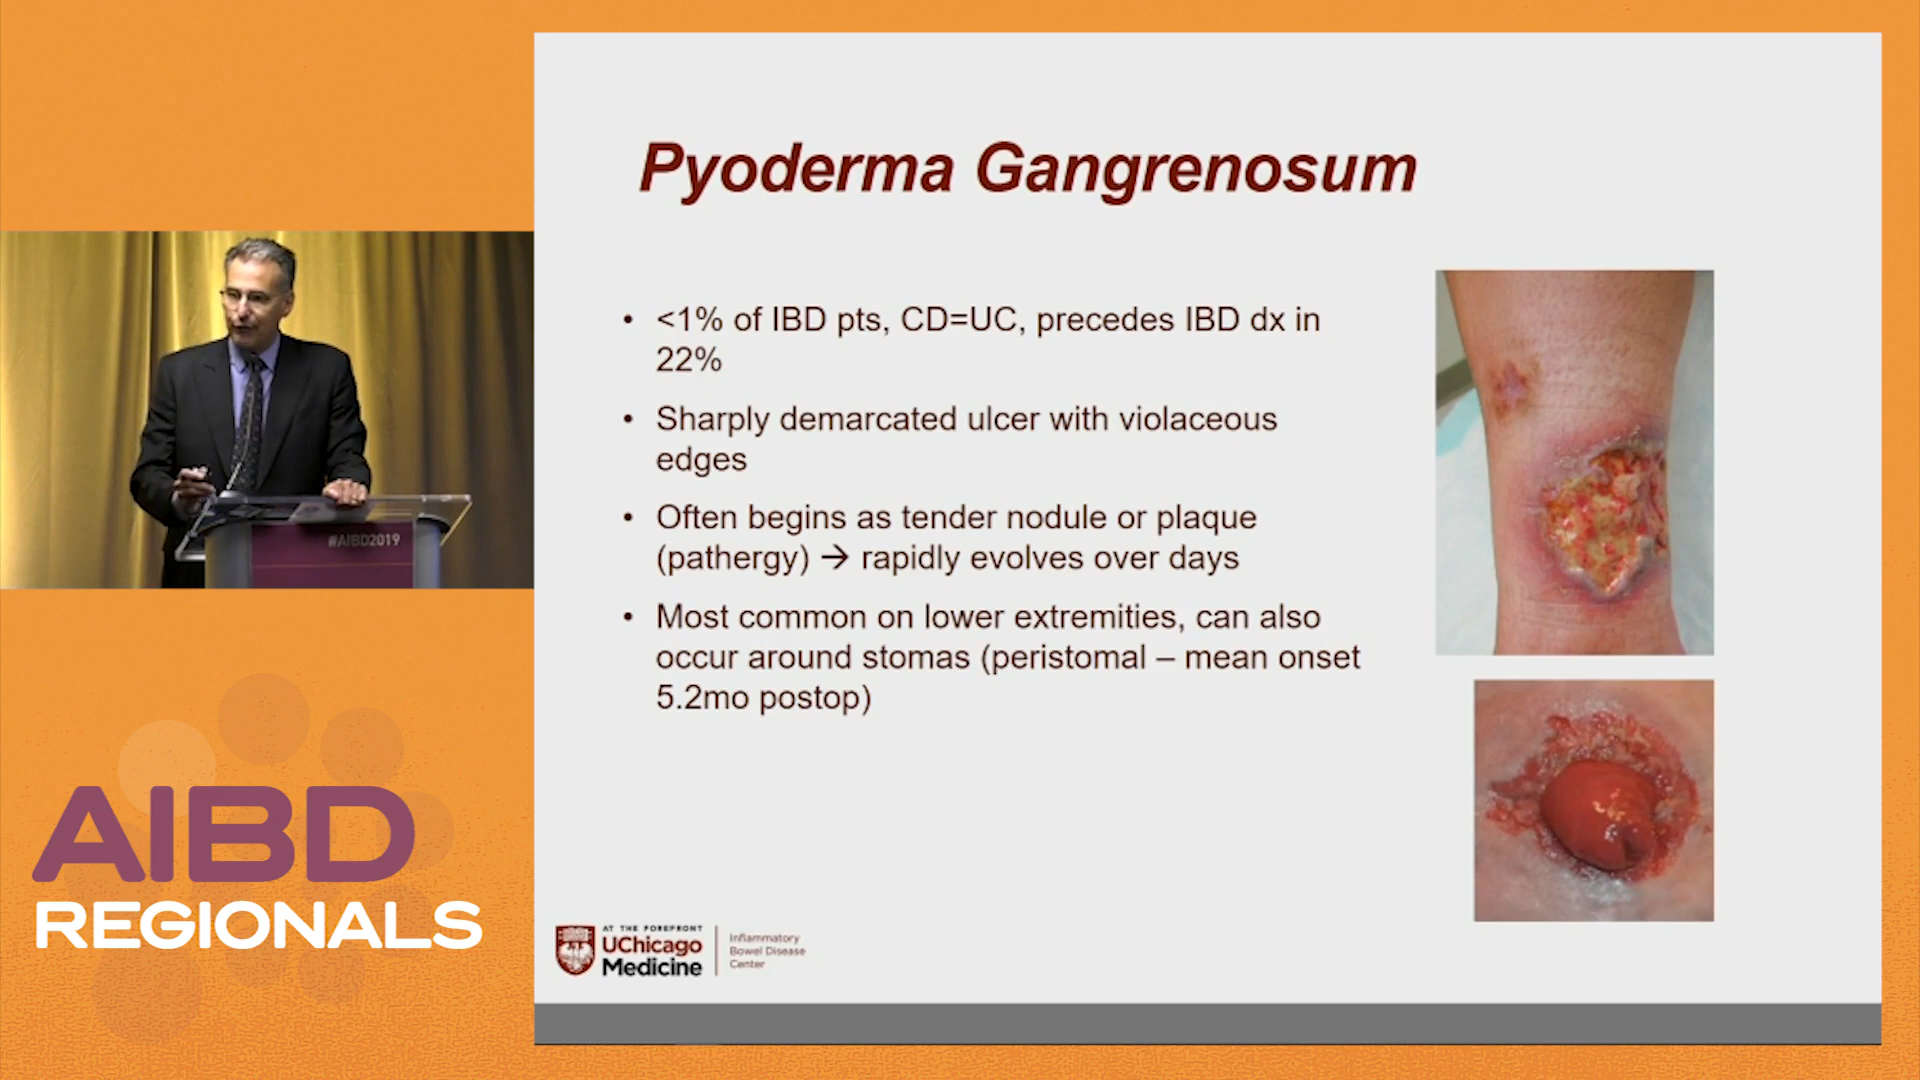 Pyoderma Gangrenosum
• <1% of IBD pts, CD=UC, precedes IBD dx in
22%
• Sharply demarcated ulcer with violaceous
edges
• Often begins as tender nodule or plaque
(pathergy) → rapidly evolves over days
• Most common on lower extremities, can also
occur around stomas (peristomal – mean onset
5.2mo postop)
#AIBD2019
AIBD
REGIONALS
AT THE FOREFRONT
UChicago
Medicine
Inflammatory
Bowel Disease
Center